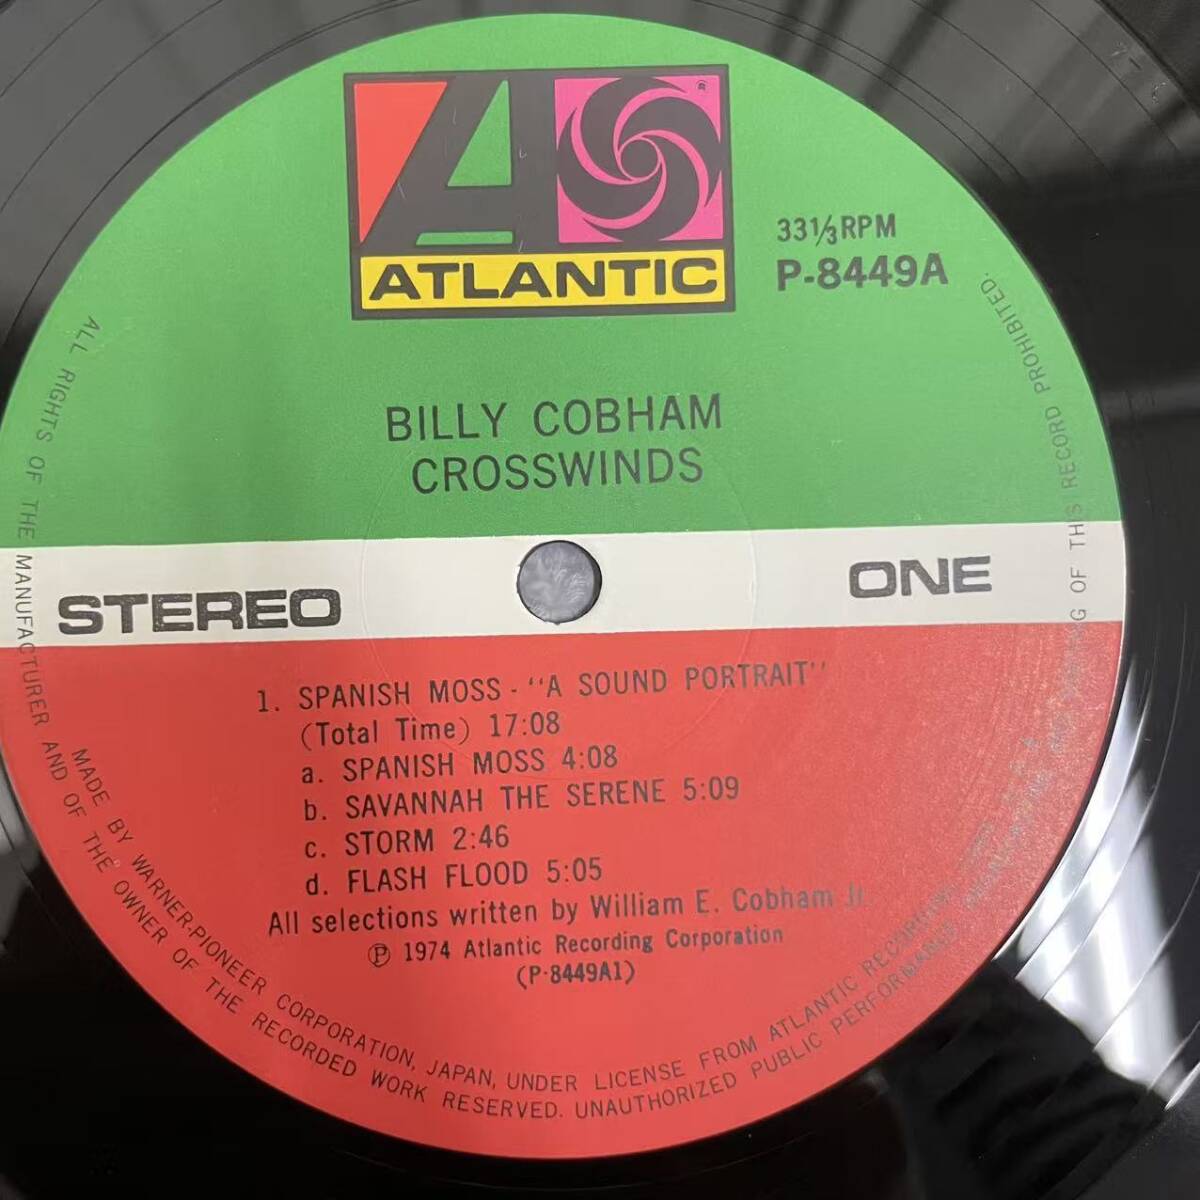 ATLANTIC
®
33⅓RPM
P-8449A
BILLY COBHAM
CROSSWINDS
STEREO
ONE
1. SPANISH MOSS - "A SOUND PORTRAIT"
(Total Time) 17:08
a. SPANISH MOSS 4:08
b. SAVANNAH THE SERENE 5:09
c. STORM 2:46
d. FLASH FLOOD 5:05
All selections written by William E. Cobham Jr.
Ⓟ 1974 Atlantic Recording Corporation
(P-8449A1)
MADE BY WARNER-PIONEER CORPORATION, JAPAN, UNDER LICENSE FROM ATLANTIC RECORDING
ALL RIGHTS OF THE MANUFACTURER AND OF THE OWNER OF THE RECORDED WORK RESERVED. UNAUTHORIZED PUBLIC PERFORMANCE OF THIS RECORD PROHIBITED.